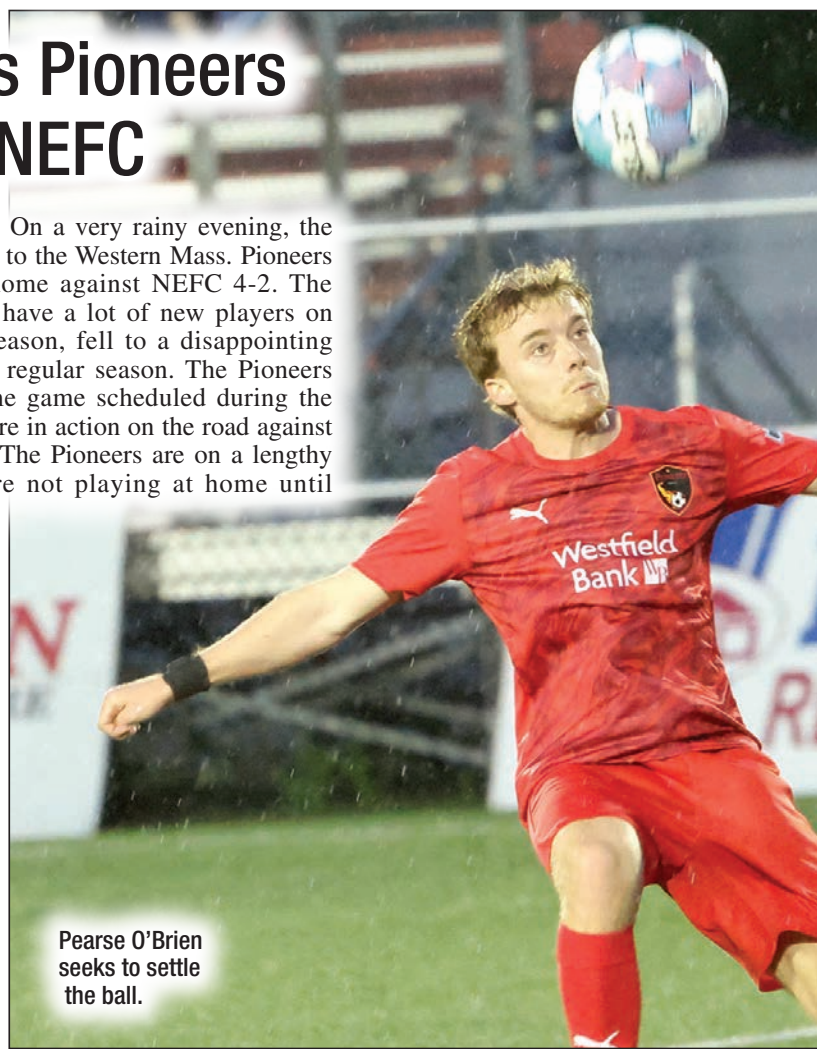 s Pioneers
NEFC
On a very rainy evening, the
to the Western Mass. Pioneers
ome against NEFC 4-2. The
have a lot of new players on
eason, fell to a disappointing
regular season. The Pioneers
ne game scheduled during the
re in action on the road against
The Pioneers are on a lengthy
re not playing at home until
Westfield
Bank
N
RE
R
Pearse O’Brien
seeks to settle
the ball.